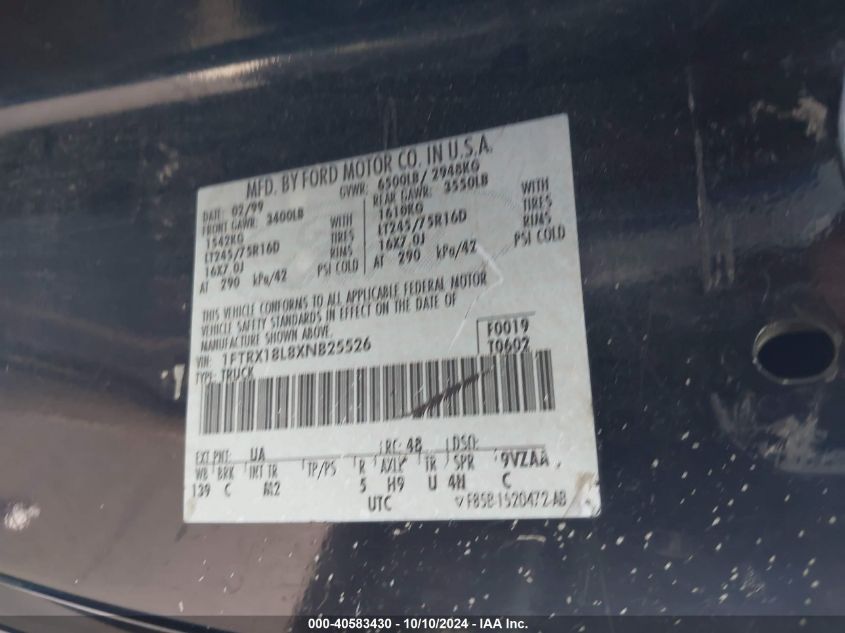 MFD. BY FORD MOTOR CO. IN U.S.A.
DATE: 02/99 GVWR: 6500LB/ 2948KG
FRONT GAWR: 3400LB REAR GAWR: 3550LB
1542KG WITH 1610KG WITH
LT245/75R16D TIRES LT245/75R16D TIRES
16X7.0J RIMS 16X7.0J RIMS
AT 290 kPa/42 PSI COLD AT 290 kPa/42 PSI COLD
THIS VEHICLE CONFORMS TO ALL APPLICABLE FEDERAL MOTOR
VEHICLE SAFETY STANDARDS IN EFFECT ON THE DATE OF
MANUFACTURE SHOWN ABOVE.
VIN: 1FTRX18L8XNB25526 F0019
TYPE: TRUCK T0602
EXT PNT: UA RC: 48 DSO:
WB BRK INT TR TP/PS R AXLE TR SPR 9VZAA
139 C M2 5 H9 U 4N C
UTC ▽ F85B-1520472-AB
000-40583430 - 10/10/2024 - IAA Inc.